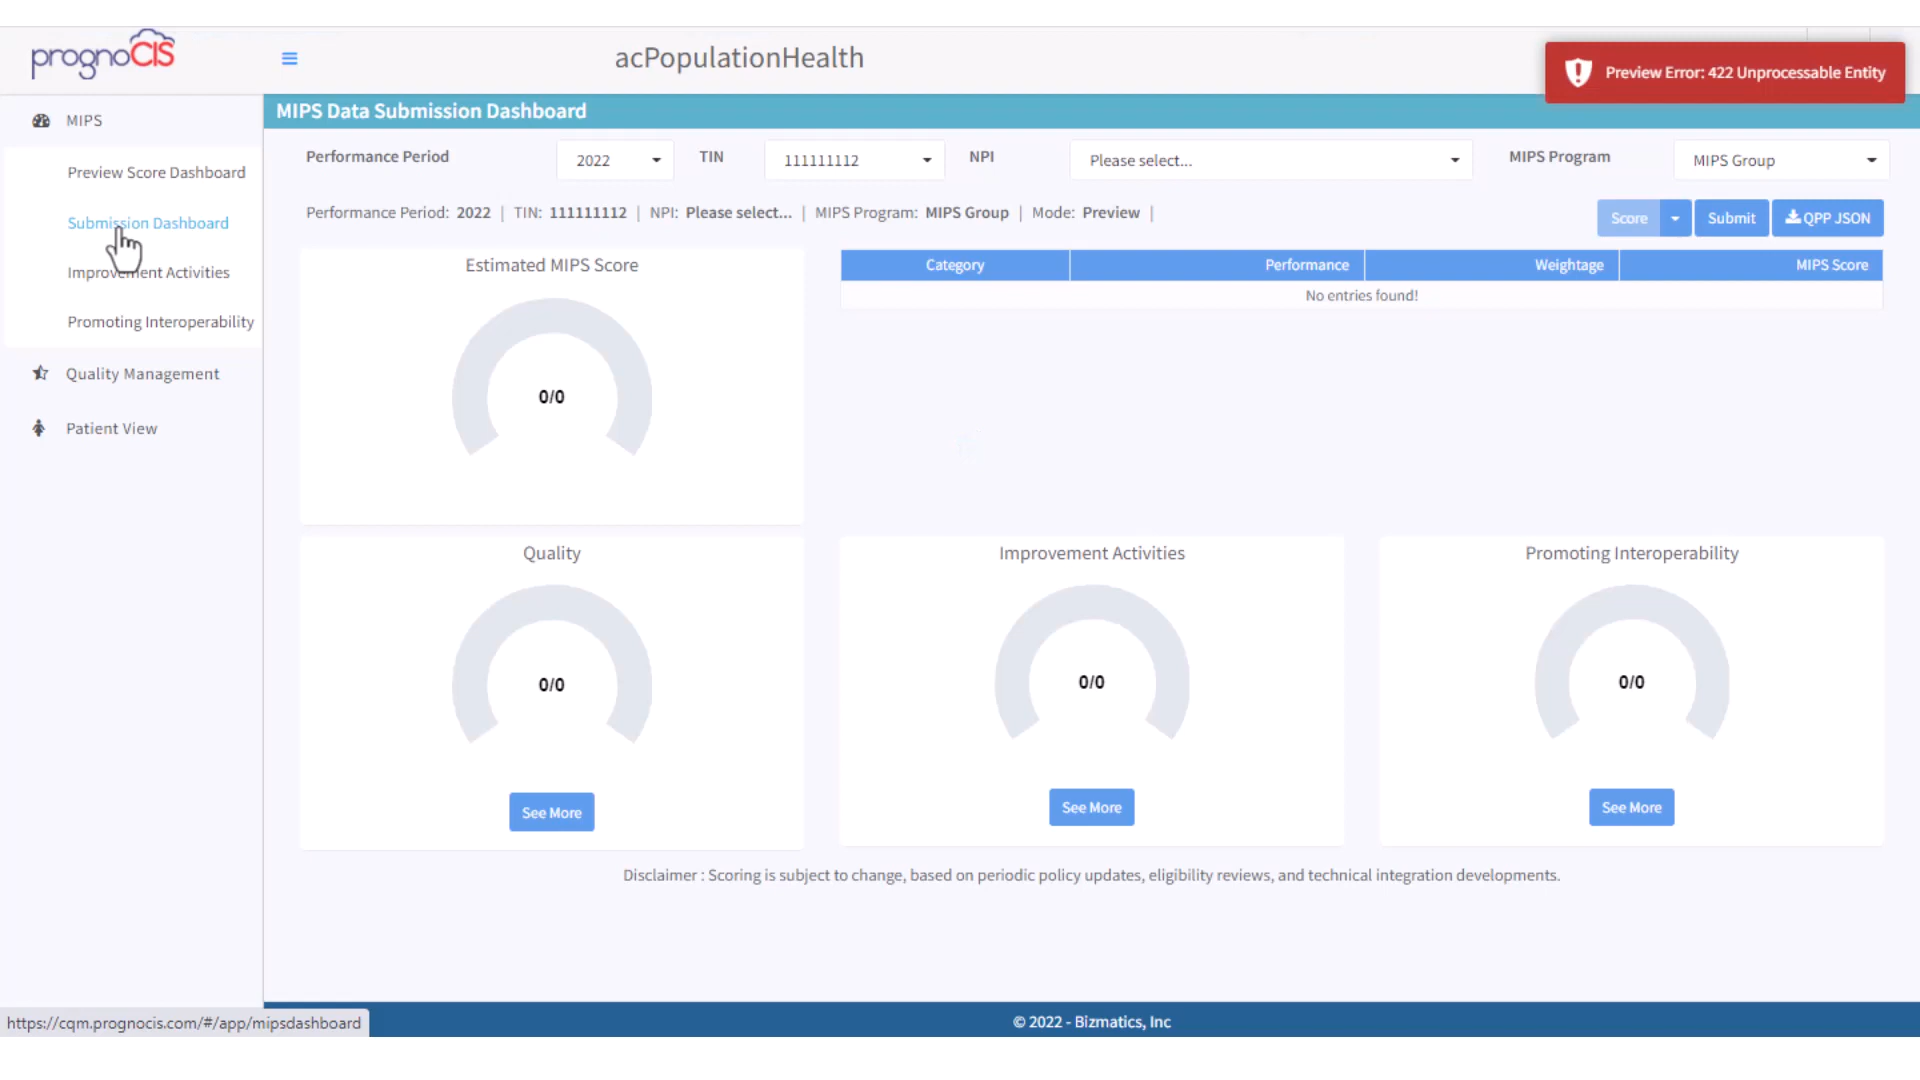 prognoCIS
acPopulationHealth
Preview Error: 422 Unprocessable Entity
MIPS
MIPS Data Submission Dashboard
Performance Period
2022
TIN
111111112
NPI
Please select...
MIPS Program
MIPS Group
Preview Score Dashboard
Submission Dashboard
Improvement Activities
Promoting Interoperability
Quality Management
Patient View
Performance Period: 2022 | TIN: 111111112 | NPI: Please select... | MIPS Program: MIPS Group | Mode: Preview |
Score
Submit
QPP JSON
Estimated MIPS Score
0/0
Category Performance Weightage MIPS Score
No entries found!
Quality
0/0
See More
Improvement Activities
0/0
See More
Promoting Interoperability
0/0
See More
Disclaimer : Scoring is subject to change, based on periodic policy updates, eligibility reviews, and technical integration developments.
https://cqm.prognocis.com/#/app/mipsdashboard
© 2022 - Bizmatics, Inc